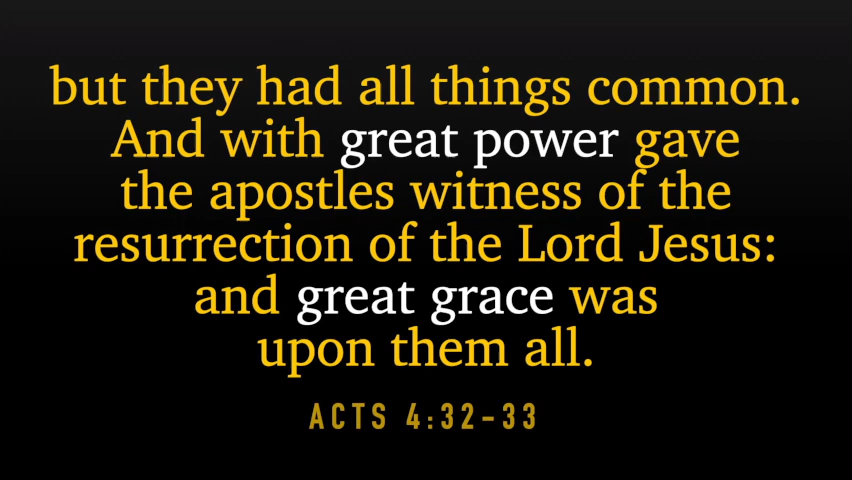 but they had all things common.
And with great power gave
the apostles witness of the
resurrection of the Lord Jesus:
and great grace was
upon them all.
ACTS 4:32-33